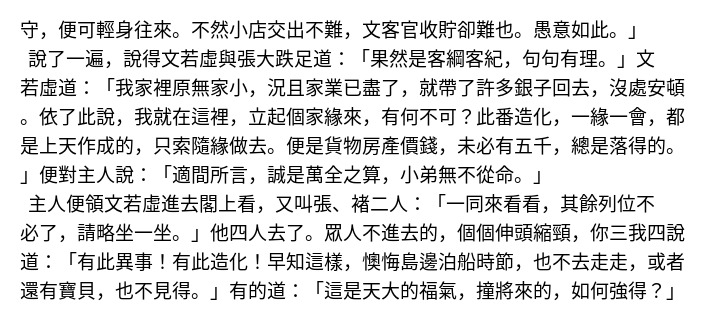 守，便可輕身往來。不然小店交出不難，文客官收貯卻難也。愚意如此。」
說了一遍，說得文若虛與張大跌足道：「果然是客綱客紀，句句有理。」文
若虛道：「我家裡原無家小，況且家業已盡了，就帶了許多銀子回去，沒處安頓
。依了此說，我就在這裡，立起個家緣來，有何不可？此番造化，一緣一會，都
是上天作成的，只索隨緣做去。便是貨物房產價錢，未必有五千，總是落得的。
」便對主人說：「適間所言，誠是萬全之算，小弟無不從命。」
主人便領文若虛進去閣上看，又叫張、褚二人：「一同來看看，其餘列位不
必了，請略坐一坐。」他四人去了。眾人不進去的，個個伸頭縮頸，你三我四說
道：「有此異事！有此造化！早知這樣，懊悔島邊泊船時節，也不去走走，或者
還有寶貝，也不見得。」有的道：「這是天大的福氣，撞將來的，如何強得？」